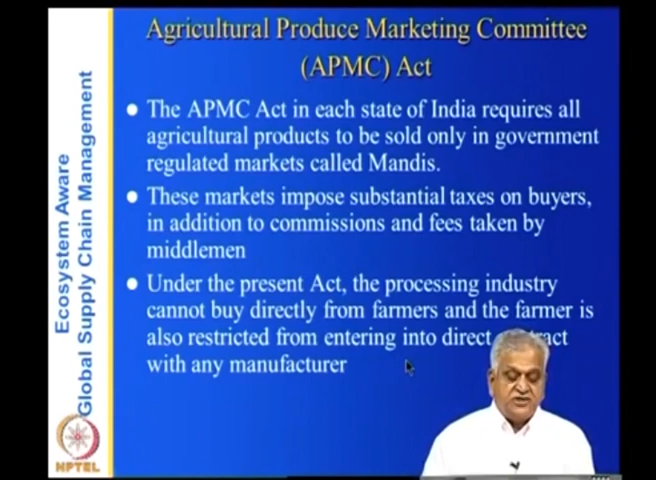 Agricultural Produce Marketing Committee
(APMC) Act
The APMC Act in each state of India requires all
agricultural products to be sold only in government
regulated markets called Mandis.
These markets impose substantial taxes on buyers,
in addition to commissions and fees taken by
middlemen
Under the present Act, the processing industry
cannot buy directly from farmers and the farmer is
also restricted from entering into direct
with any manufacturer
Ecosystem Aware
Global Supply Chain Management
NPTEL